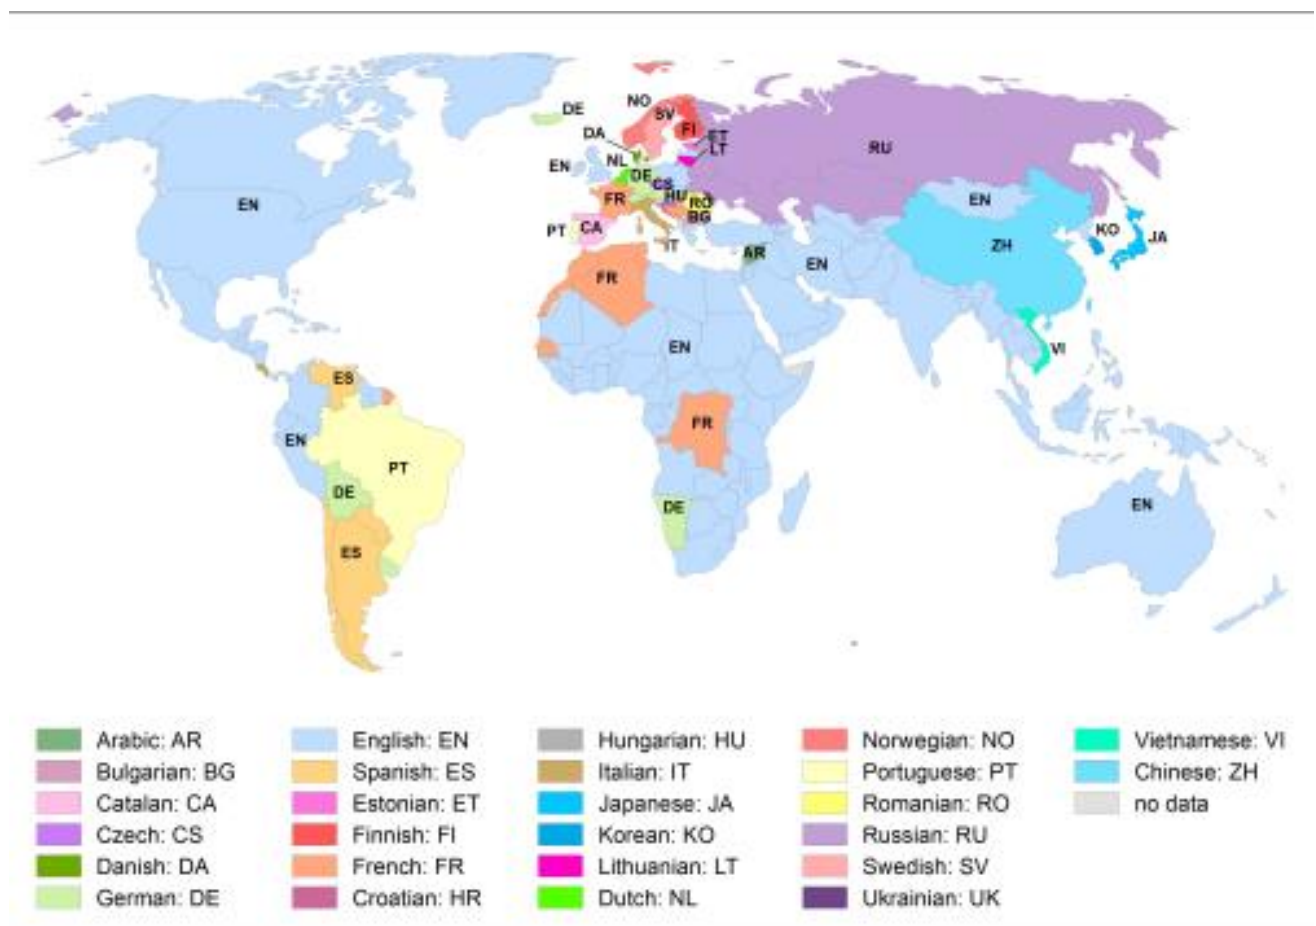 DE
NO
SV
DA
FI
ET
LT
EN
NL
DE
CS
HU
RU
FR
RO
BG
EN
EN
PT
CA
IT
KO
JA
AR
ZH
FR
EN
EN
VI
ES
FR
EN
PT
DE
DE
EN
ES
Arabic: AR
Bulgarian: BG
Catalan: CA
Czech: CS
Danish: DA
German: DE
English: EN
Spanish: ES
Estonian: ET
Finnish: FI
French: FR
Croatian: HR
Hungarian: HU
Italian: IT
Japanese: JA
Korean: KO
Lithuanian: LT
Dutch: NL
Norwegian: NO
Portuguese: PT
Romanian: RO
Russian: RU
Swedish: SV
Ukrainian: UK
Vietnamese: VI
Chinese: ZH
no data